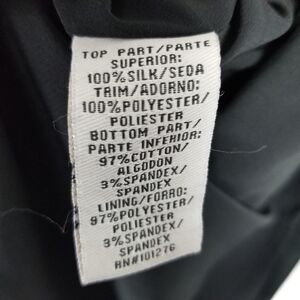 TOP PART/PARTE
SUPERIOR:
100%SILK/SEDA
TRIM/ADORNO:
100%POLYESTER/
POLIESTER
BOTTOM PART/
PARTE INFERIOR:
97%COTTON/
ALGODON
3%SPANDEX/
SPANDEX
LINING/FORRO:
97%POLYESTER/
POLIESTER
3%SPANDEX/
SPANDEX
RN#101276